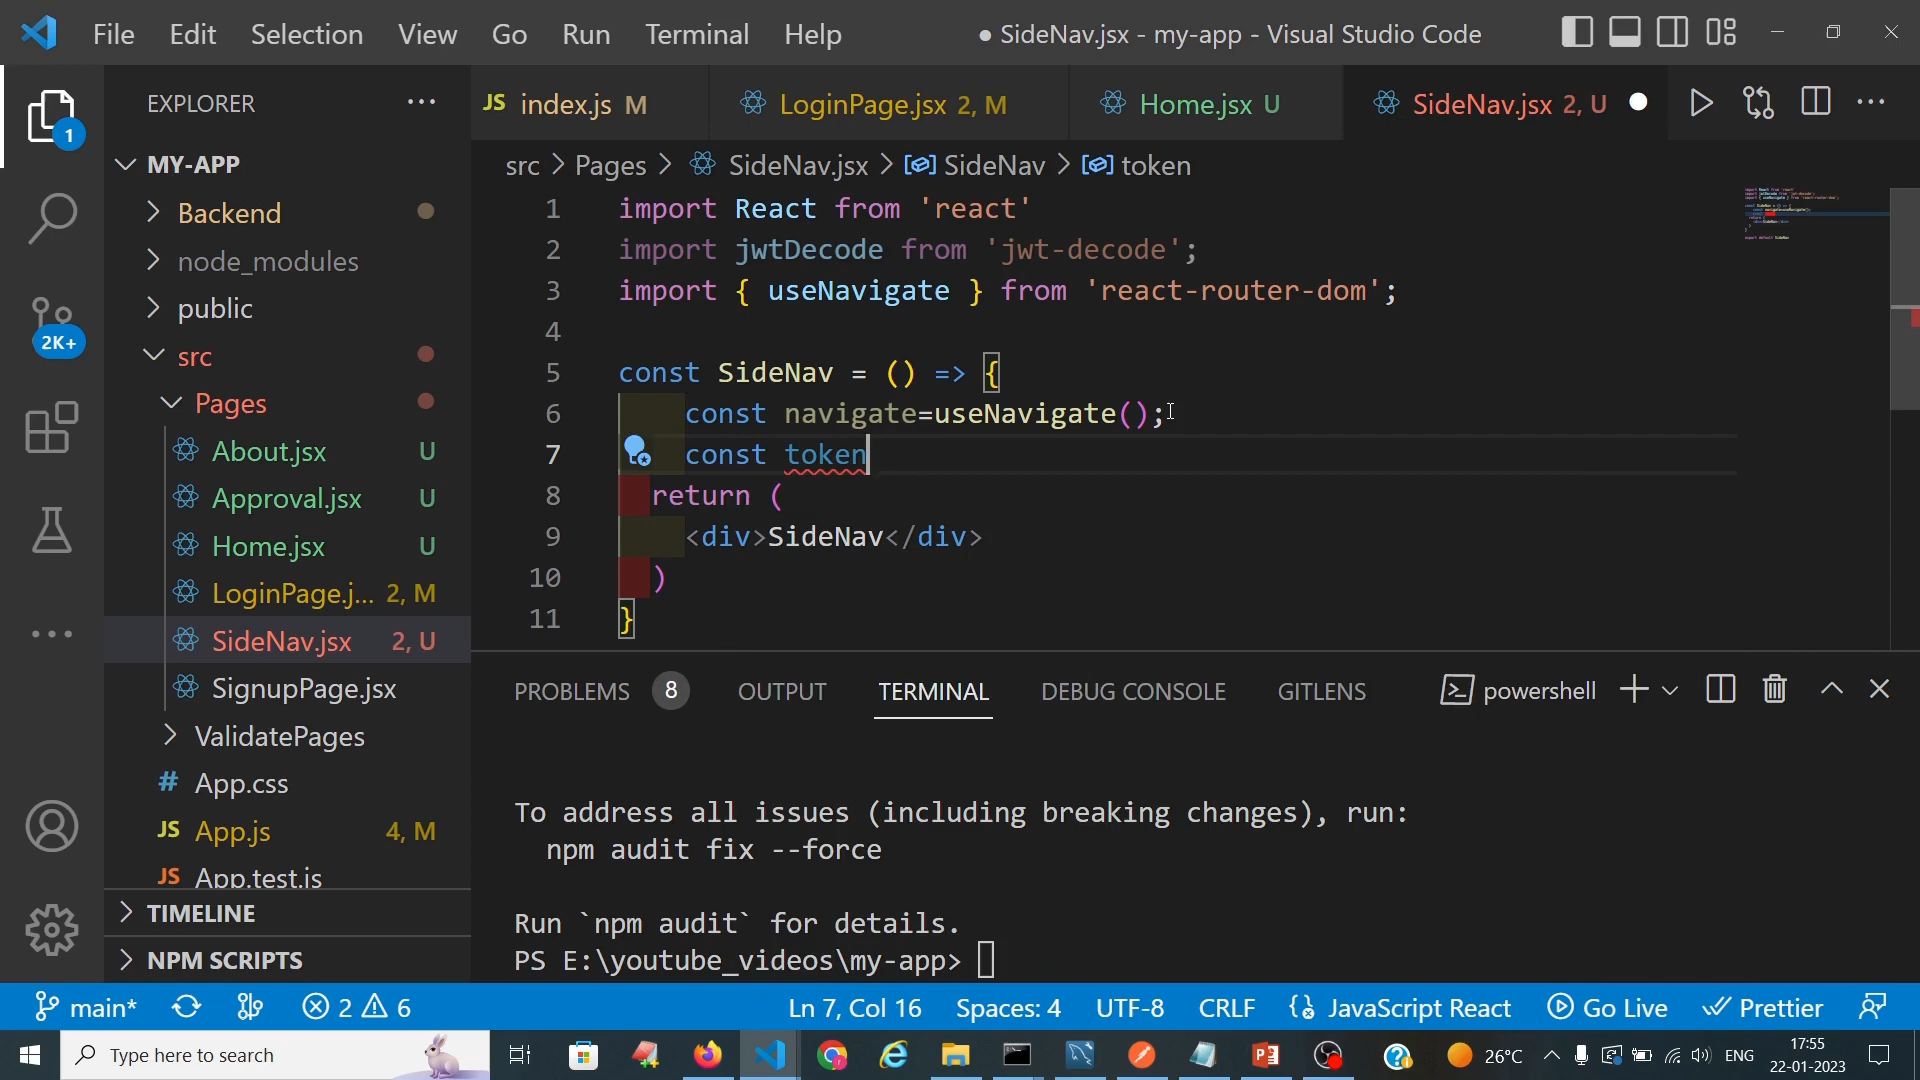 File Edit Selection View Go Run Terminal Help
● SideNav.jsx - my-app - Visual Studio Code
EXPLORER
1
MY-APP
Backend
node_modules
public
2K+
src
Pages
About.jsx U
Approval.jsx U
Home.jsx U
LoginPage.j... 2, M
SideNav.jsx 2, U
SignupPage.jsx
ValidatePages
# App.css
JS App.js 4, M
JS App.test.js
TIMELINE
NPM SCRIPTS
JS index.js M
LoginPage.jsx 2, M
Home.jsx U
SideNav.jsx 2, U
src > Pages > SideNav.jsx > SideNav > token
1 import React from 'react'
2 import jwtDecode from 'jwt-decode';
3 import { useNavigate } from 'react-router-dom';
4
5 const SideNav = () => {
6 const navigate=useNavigate();
7 const token
8 return (
9 <div>SideNav</div>
10 )
11 }
PROBLEMS 8 OUTPUT TERMINAL DEBUG CONSOLE GITLENS
powershell
To address all issues (including breaking changes), run:
npm audit fix --force
Run `npm audit` for details.
PS E:\youtube_videos\my-app>
main* 2 6 Ln 7, Col 16 Spaces: 4 UTF-8 CRLF JavaScript React Go Live Prettier
Type here to search
26°C
ENG
17:55
22-01-2023